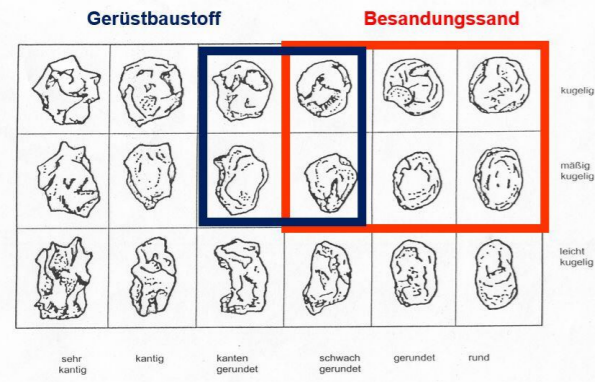 Gerüstbaustoff Besandungssand
kugelig
mäßig
kugelig
leicht
kugelig
sehr kantig kanten schwach gerundet rund
kantig gerundet gerundet